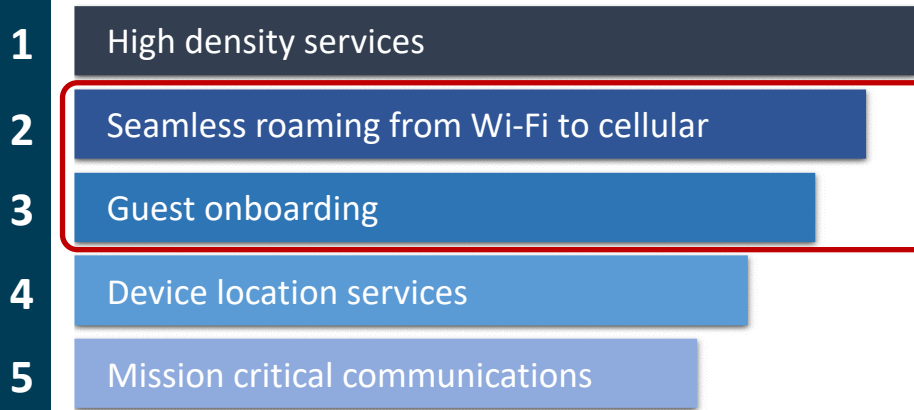 1 High density services
2 Seamless roaming from Wi-Fi to cellular
3 Guest onboarding
4 Device location services
5 Mission critical communications